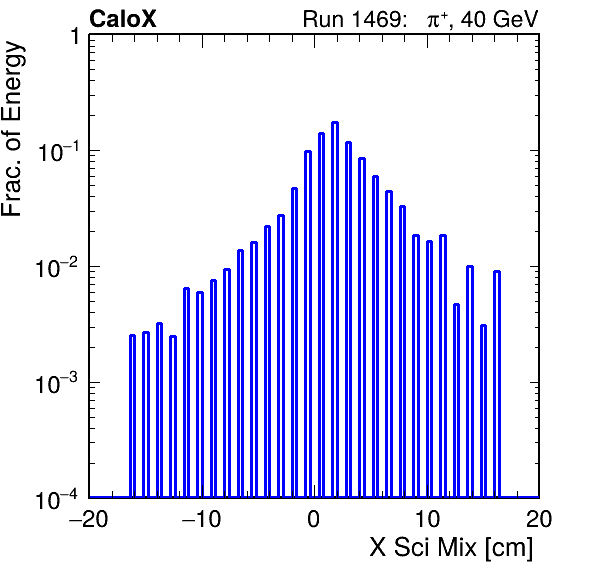 CaloX Run 1469: π⁺, 40 GeV
Frac. of Energy
1
10⁻¹
10⁻²
10⁻³
10⁻⁴
−20 −10 0 10 20
X Sci Mix [cm]